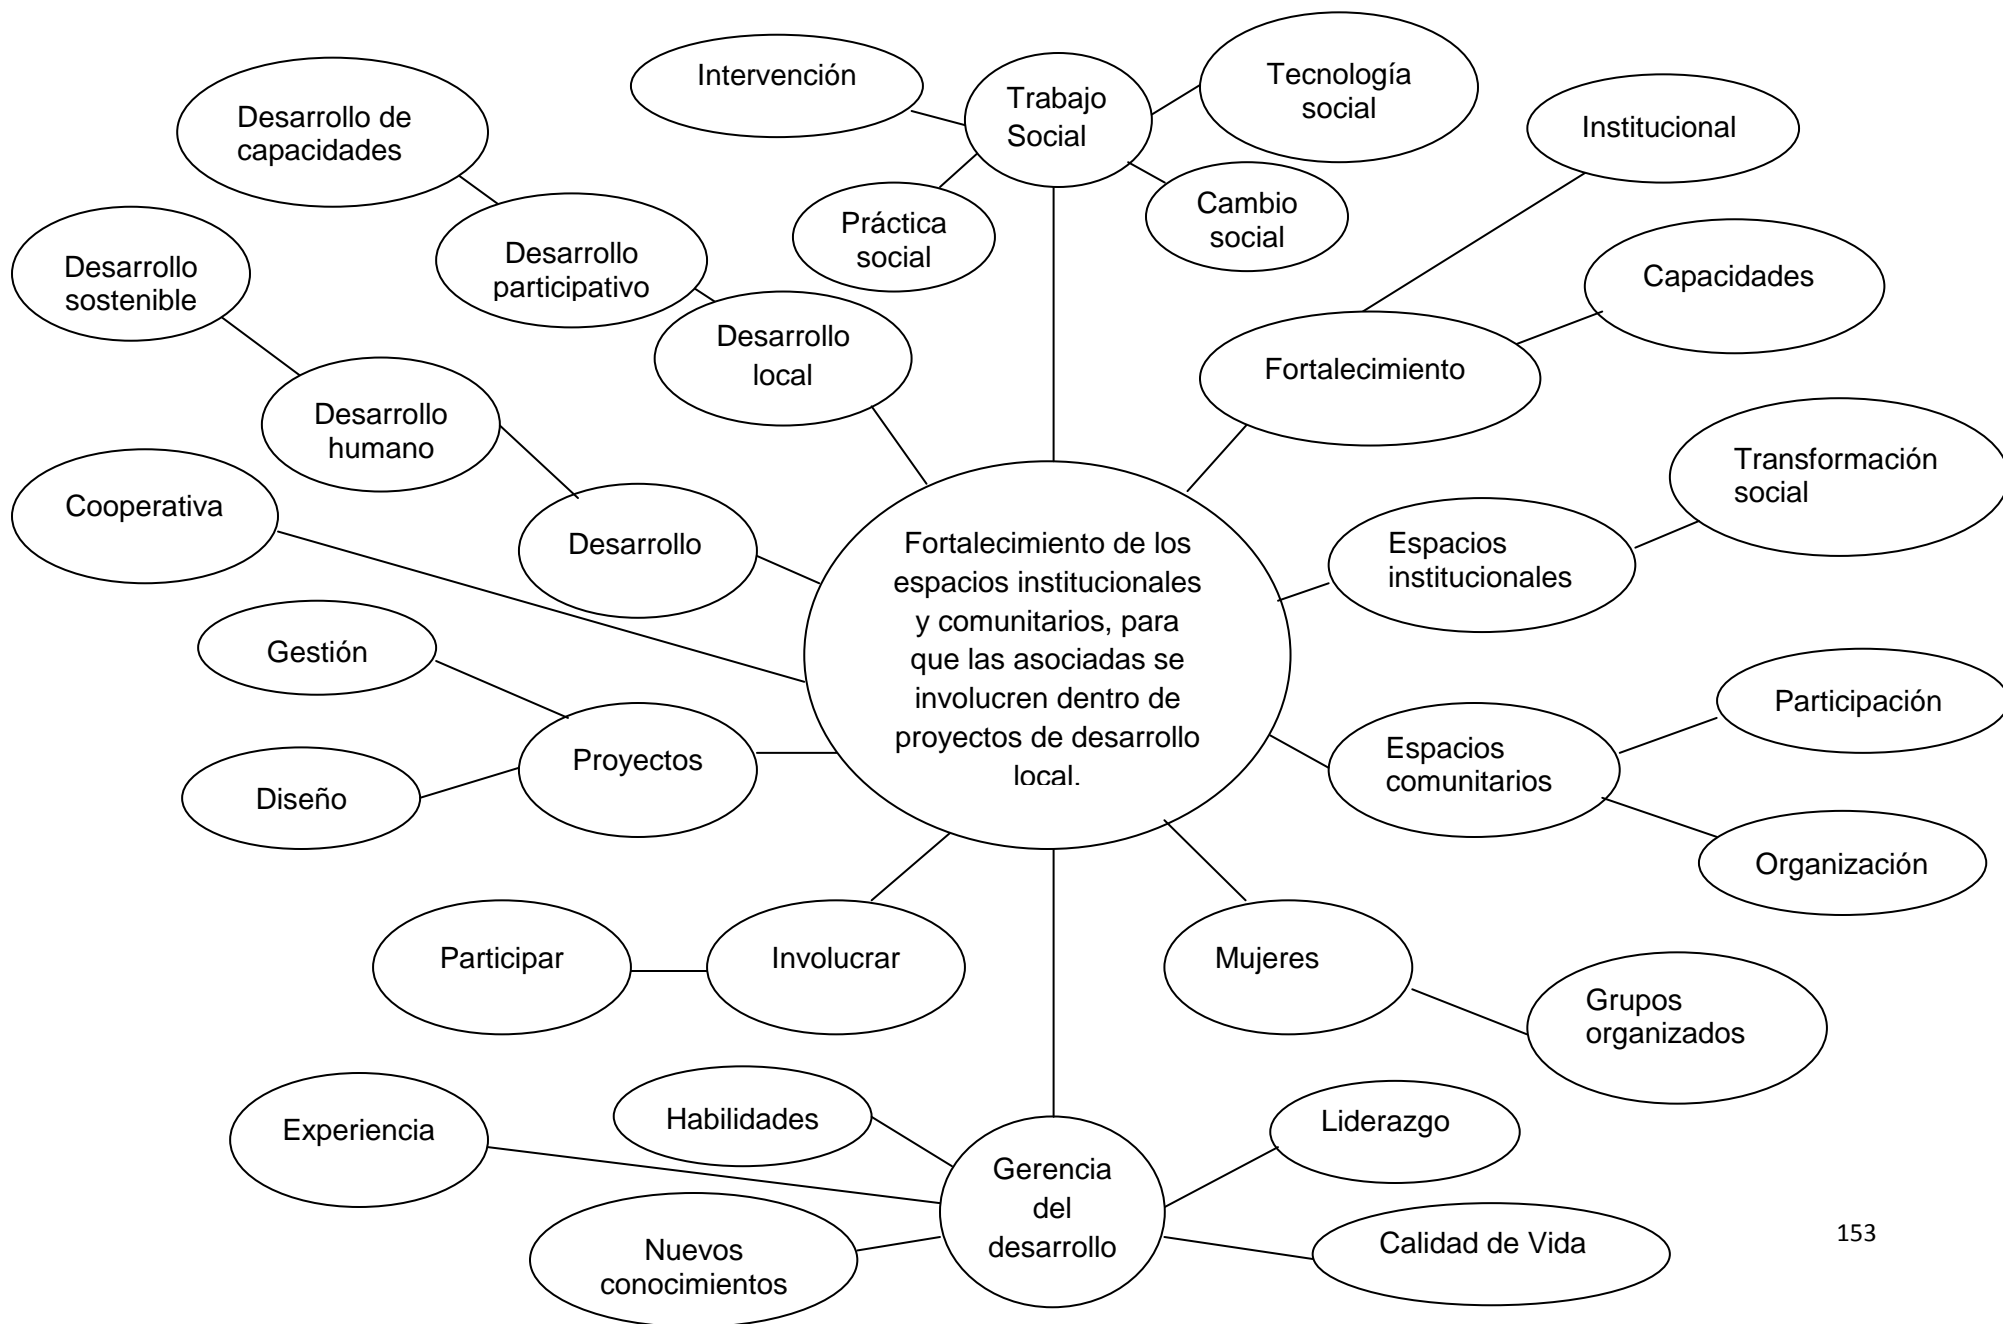 Intervención
Trabajo
Social
Tecnología
social
Institucional
Desarrollo de
capacidades
Práctica
social
Cambio
social
Desarrollo
sostenible
Desarrollo
participativo
Capacidades
Desarrollo
local
Fortalecimiento
Desarrollo
humano
Transformación
social
Cooperativa
Desarrollo
Fortalecimiento de los
espacios institucionales
y comunitarios, para
que las asociadas se
involucren dentro de
proyectos de desarrollo
local.
Espacios
institucionales
Gestión
Participación
Proyectos
Espacios
comunitarios
Diseño
Organización
Participar
Involucrar
Mujeres
Grupos
organizados
Experiencia
Habilidades
Liderazgo
Gerencia
del
desarrollo
Nuevos
conocimientos
Calidad de Vida
153